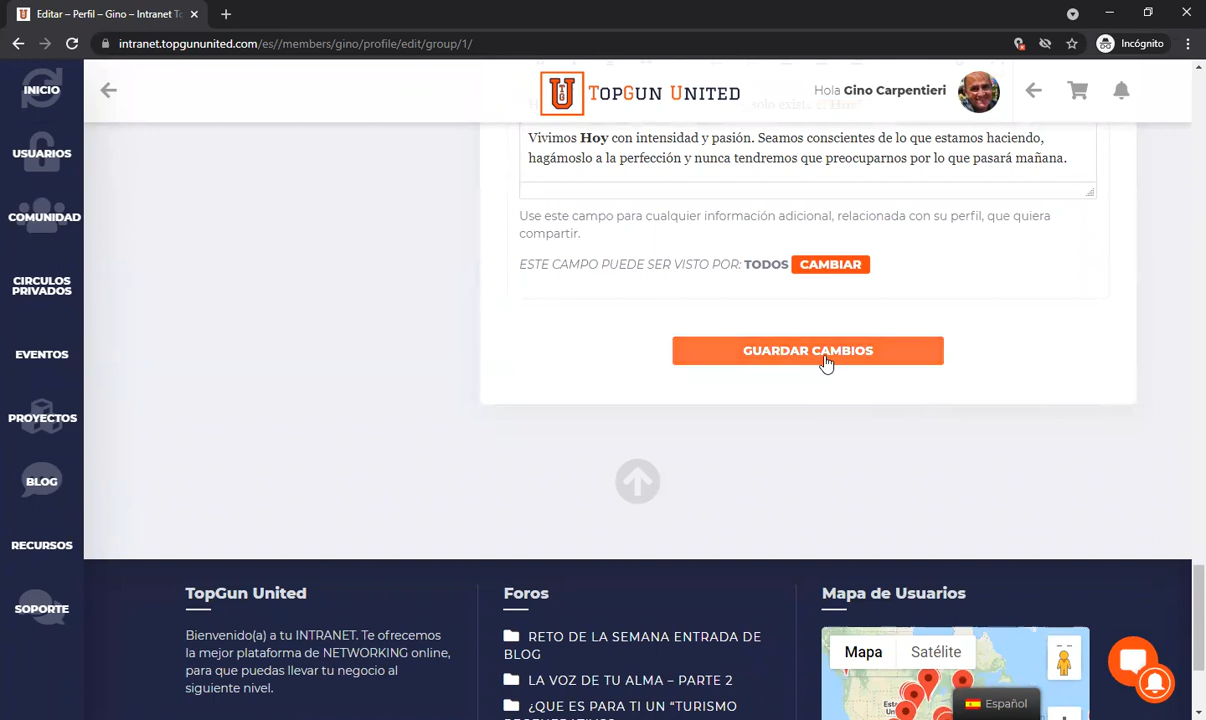 Editar – Perfil – Gino – Intranet To
intranet.topgununited.com/es//members/gino/profile/edit/group/1/
Incógnito
INICIO
USUARIOS
COMUNIDAD
CIRCULOS
PRIVADOS
EVENTOS
PROYECTOS
BLOG
RECURSOS
SOPORTE
TOPGUN UNITED
Hola Gino Carpentieri
Vivimos Hoy con intensidad y pasión. Seamos conscientes de lo que estamos haciendo,
hagámoslo a la perfección y nunca tendremos que preocuparnos por lo que pasará mañana.
Use este campo para cualquier información adicional, relacionada con su perfil, que quiera
compartir.
ESTE CAMPO PUEDE SER VISTO POR: TODOS CAMBIAR
GUARDAR CAMBIOS
TopGun United
Bienvenido(a) a tu INTRANET. Te ofrecemos
la mejor plataforma de NETWORKING online,
para que puedas llevar tu negocio al
siguiente nivel.
Foros
RETO DE LA SEMANA ENTRADA DE
BLOG
LA VOZ DE TU ALMA – PARTE 2
¿QUE ES PARA TI UN “TURISMO
Mapa de Usuarios
Mapa
Satélite
Español